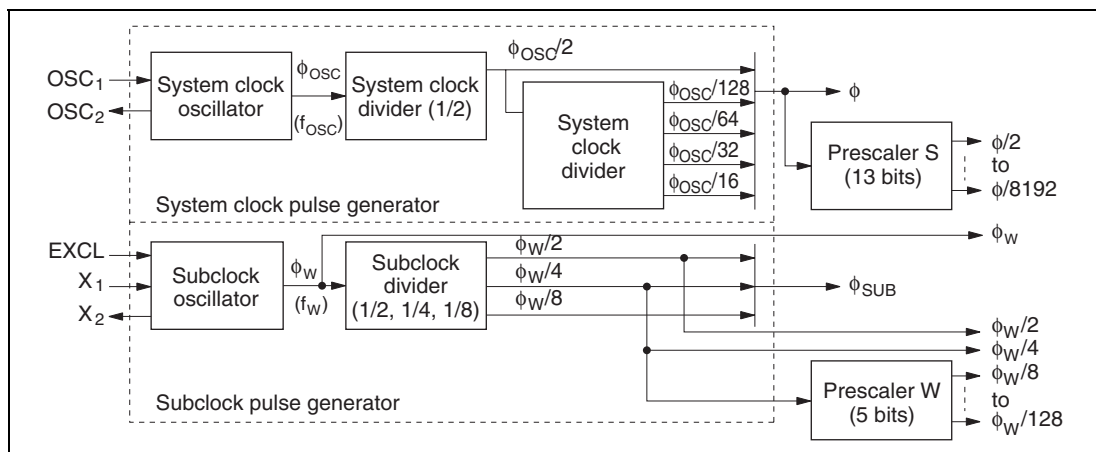 OSC1
OSC2
System clock
oscillator
ϕOSC
(fOSC)
System clock
divider (1/2)
ϕOSC/2
System
clock
divider
ϕOSC/128
ϕOSC/64
ϕOSC/32
ϕOSC/16
ϕ
Prescaler S
(13 bits)
ϕ/2
to
ϕ/8192
System clock pulse generator
EXCL
X1
X2
Subclock
oscillator
ϕW
(fW)
Subclock
divider
(1/2, 1/4, 1/8)
ϕW/2
ϕW/4
ϕW/8
ϕW
ϕSUB
ϕW/2
ϕW/4
Prescaler W
(5 bits)
ϕW/8
to
ϕW/128
Subclock pulse generator